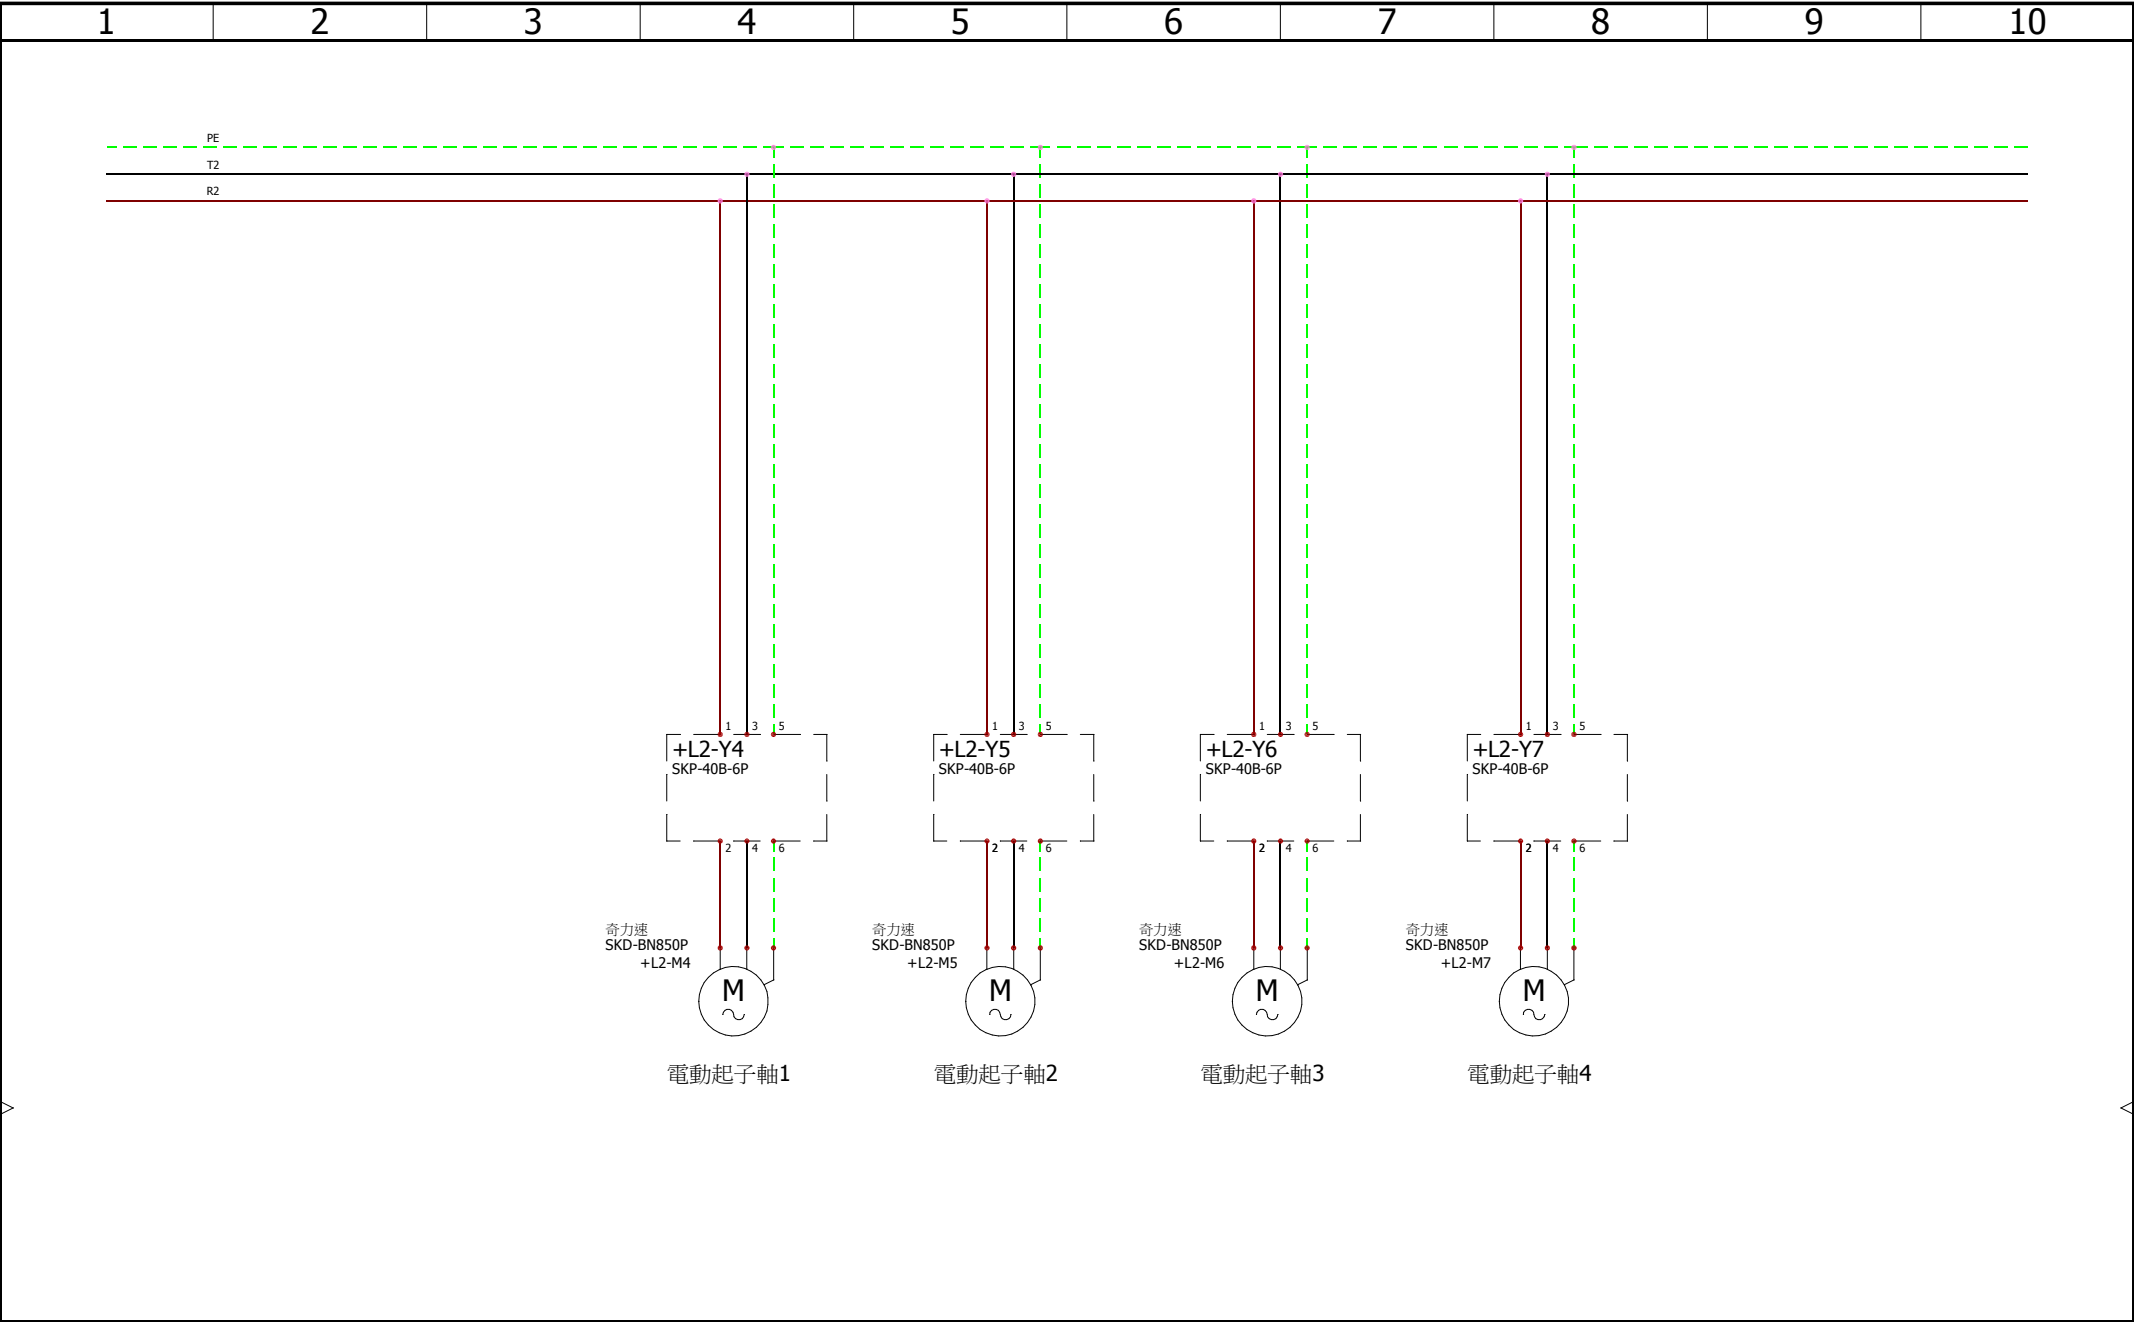 1 2 3 4 5 6 7 8 9 10
PE
T2
R2
1 3 5 1 3 5 1 3 5 1 3 5
+L2-Y4 +L2-Y5 +L2-Y6 +L2-Y7
SKP-40B-6P SKP-40B-6P SKP-40B-6P SKP-40B-6P
2 4 6 2 4 6 2 4 6 2 4 6
奇力速 奇力速 奇力速 奇力速
SKD-BN850P SKD-BN850P SKD-BN850P SKD-BN850P
+L2-M4 +L2-M5 +L2-M6 +L2-M7
M M M M
電動起子軸1 電動起子軸2 電動起子軸3 電動起子軸4